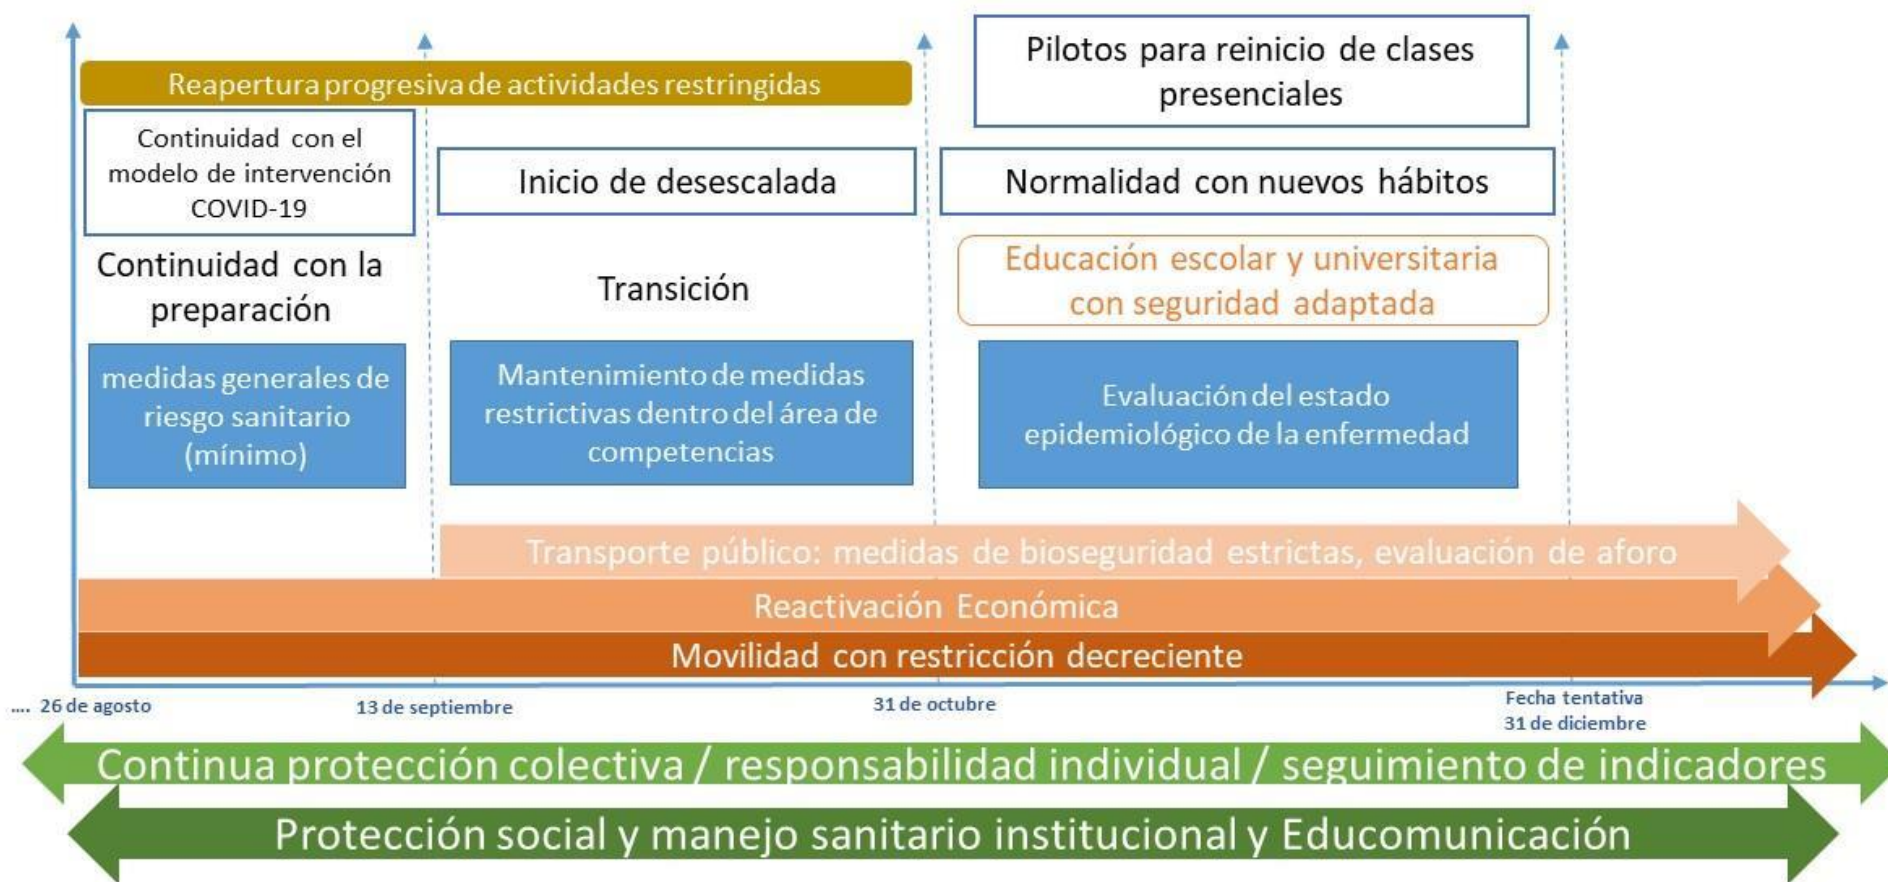 Reapertura progresiva de actividades restringidas
Continuidad con el
modelo de intervención
COVID-19
Continuidad con la
preparación
medidas generales de
riesgo sanitario
(mínimo)
Inicio de desescalada
Transición
Mantenimiento de medidas
restrictivas dentro del área de
competencias
Pilotos para reinicio de clases
presenciales
Normalidad con nuevos hábitos
Educación escolar y universitaria
con seguridad adaptada
Evaluación del estado
epidemiológico de la enfermedad
Transporte público: medidas de bioseguridad estrictas, evaluación de aforo
Reactivación Económica
Movilidad con restricción decreciente
.... 26 de agosto
13 de septiembre
31 de octubre
Fecha tentativa
31 de diciembre
Continua protección colectiva / responsabilidad individual / seguimiento de indicadores
Protección social y manejo sanitario institucional y Educomunicación